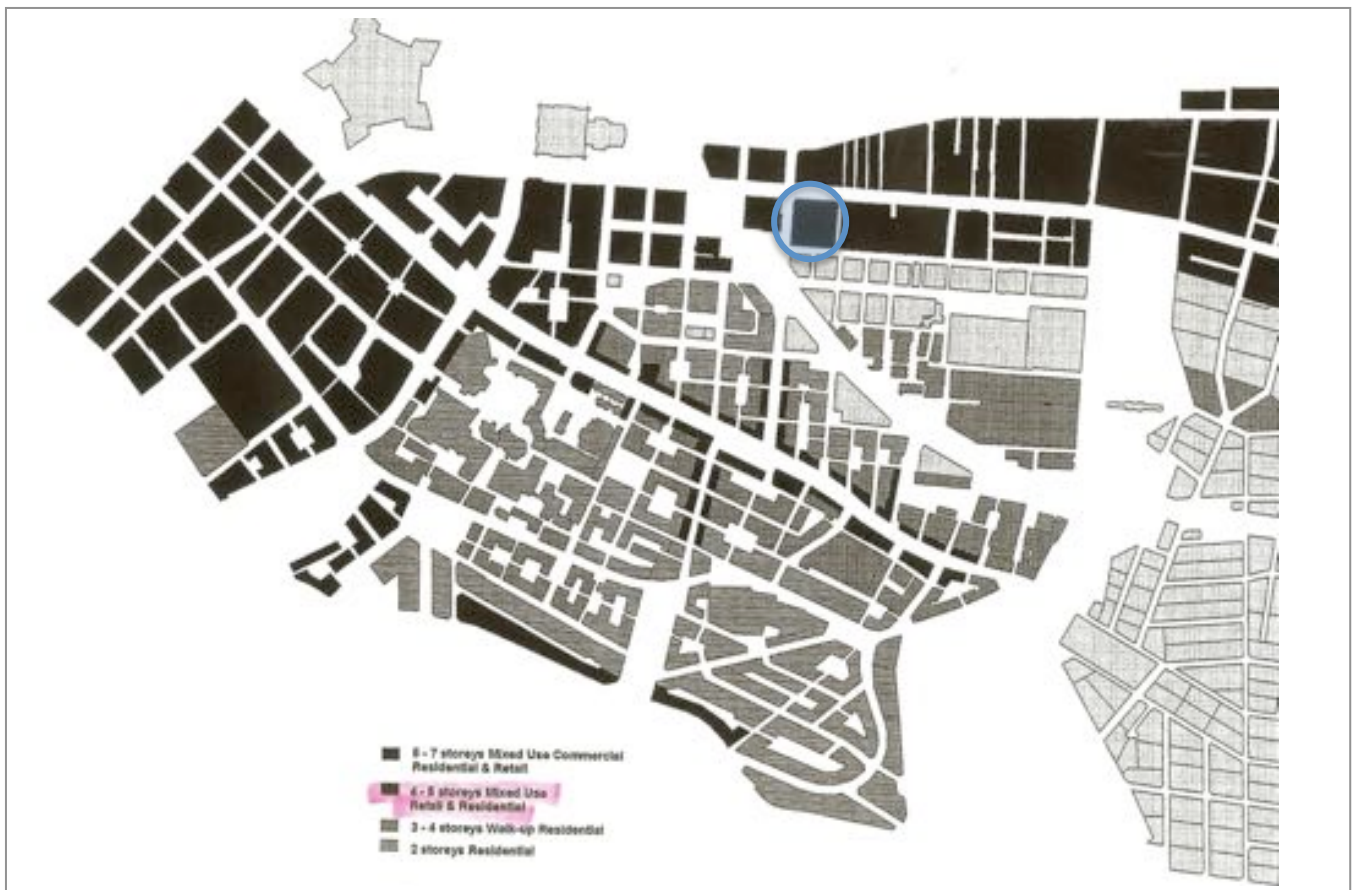 6 - 7 storeys Mixed Use Commercial
Residential & Retail
4 - 5 storeys Mixed Use
Retail & Residential
3 - 4 storeys Walk-up Residential
2 storeys Residential